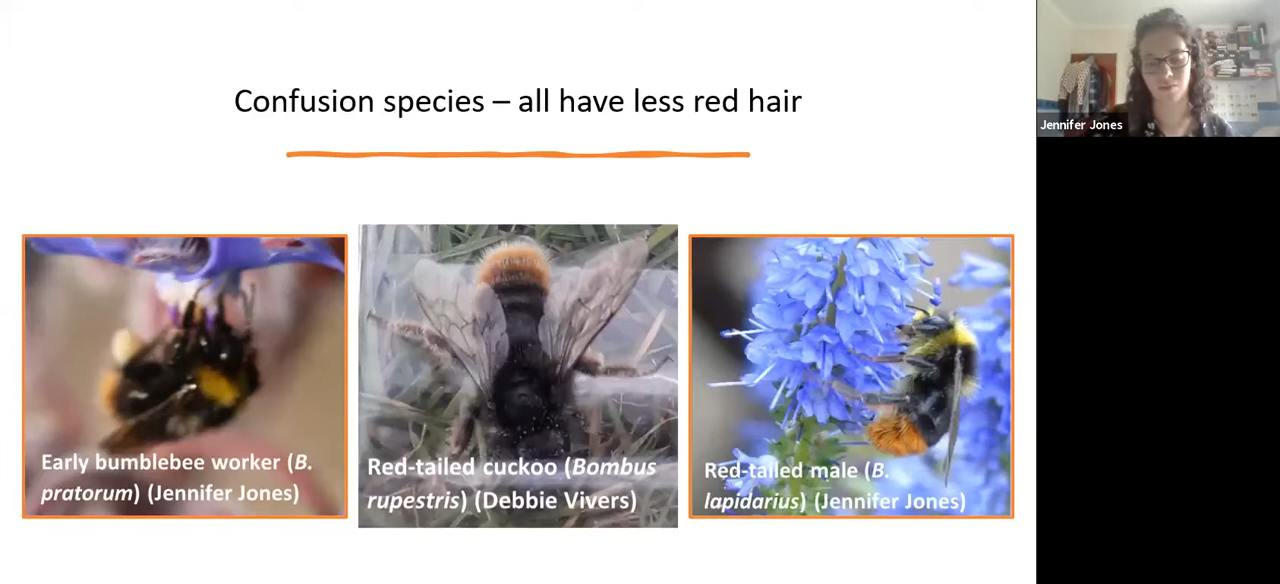 Confusion species – all have less red hair
Jennifer Jones
Early bumblebee worker (B.
pratorum) (Jennifer Jones)
Red-tailed cuckoo (Bombus
rupestris) (Debbie Vivers)
Red-tailed male (B.
lapidarius) (Jennifer Jones)